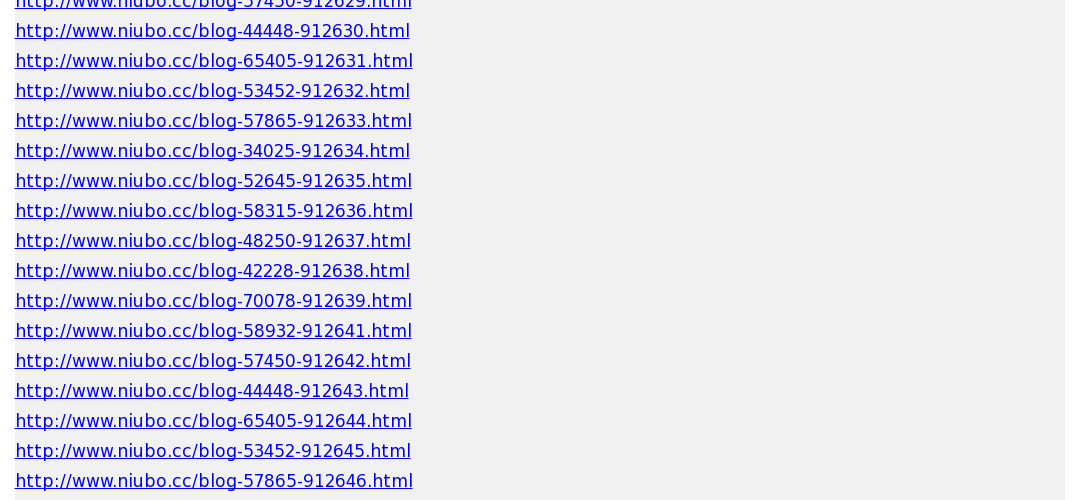 http://www.niubo.cc/blog-57450-912629.html
http://www.niubo.cc/blog-44448-912630.html
http://www.niubo.cc/blog-65405-912631.html
http://www.niubo.cc/blog-53452-912632.html
http://www.niubo.cc/blog-57865-912633.html
http://www.niubo.cc/blog-34025-912634.html
http://www.niubo.cc/blog-52645-912635.html
http://www.niubo.cc/blog-58315-912636.html
http://www.niubo.cc/blog-48250-912637.html
http://www.niubo.cc/blog-42228-912638.html
http://www.niubo.cc/blog-70078-912639.html
http://www.niubo.cc/blog-58932-912641.html
http://www.niubo.cc/blog-57450-912642.html
http://www.niubo.cc/blog-44448-912643.html
http://www.niubo.cc/blog-65405-912644.html
http://www.niubo.cc/blog-53452-912645.html
http://www.niubo.cc/blog-57865-912646.html